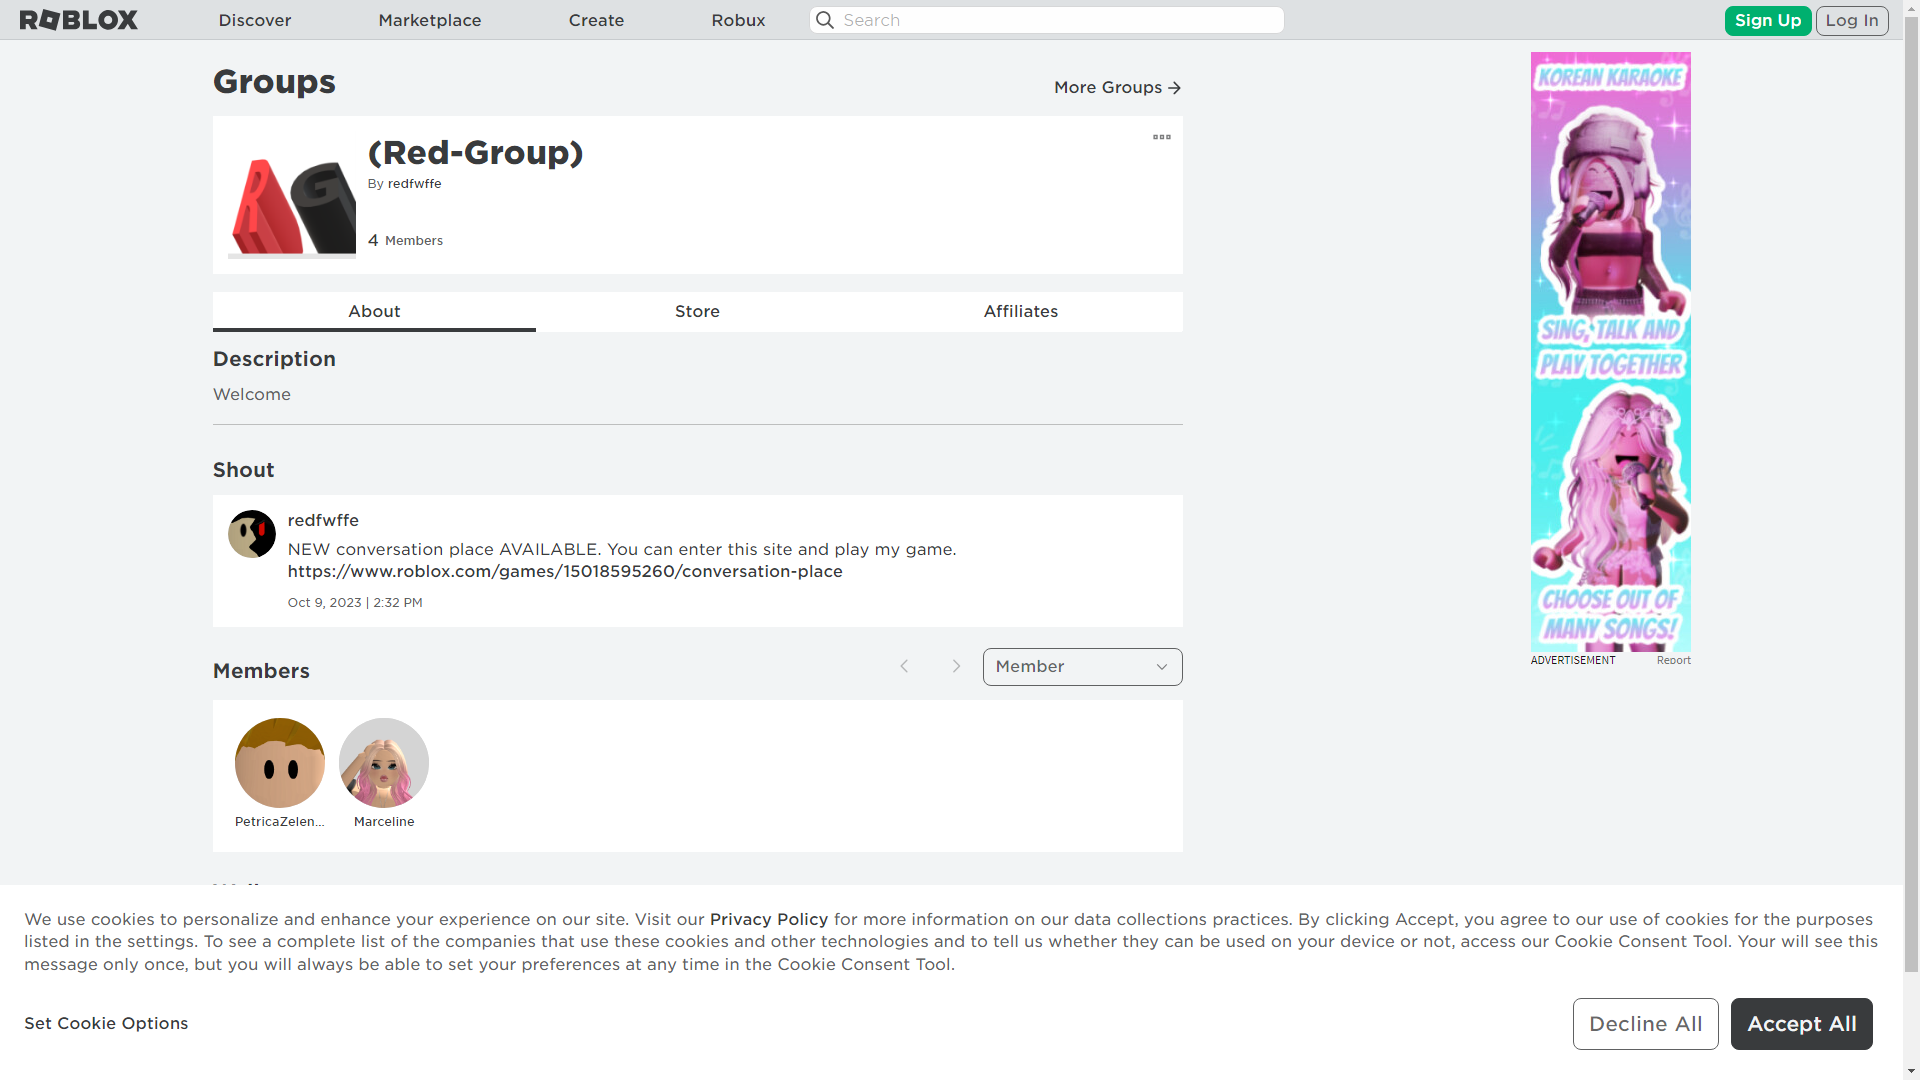 ROBLOX
Discover
Marketplace
Create
Robux
Search
Sign Up
Log In
Groups
More Groups
(Red-Group)
By redfwffe
4 Members
RG
About
Store
Affiliates
Description
Welcome
Shout
redfwffe
NEW conversation place AVAILABLE. You can enter this site and play my game.
https://www.roblox.com/games/15018595260/conversation-place
Oct 9, 2023 | 2:32 PM
Members
Member
PetricaZelen...
Marceline
KOREAN KARAOKE
SING, TALK AND
PLAY TOGETHER
CHOOSE OUT OF
MANY SONGS!
ADVERTISEMENT
Report
We use cookies to personalize and enhance your experience on our site. Visit our Privacy Policy for more information on our data collections practices. By clicking Accept, you agree to our use of cookies for the purposes
listed in the settings. To see a complete list of the companies that use these cookies and other technologies and to tell us whether they can be used on your device or not, access our Cookie Consent Tool. Your will see this
message only once, but you will always be able to set your preferences at any time in the Cookie Consent Tool.
Set Cookie Options
Decline All
Accept All